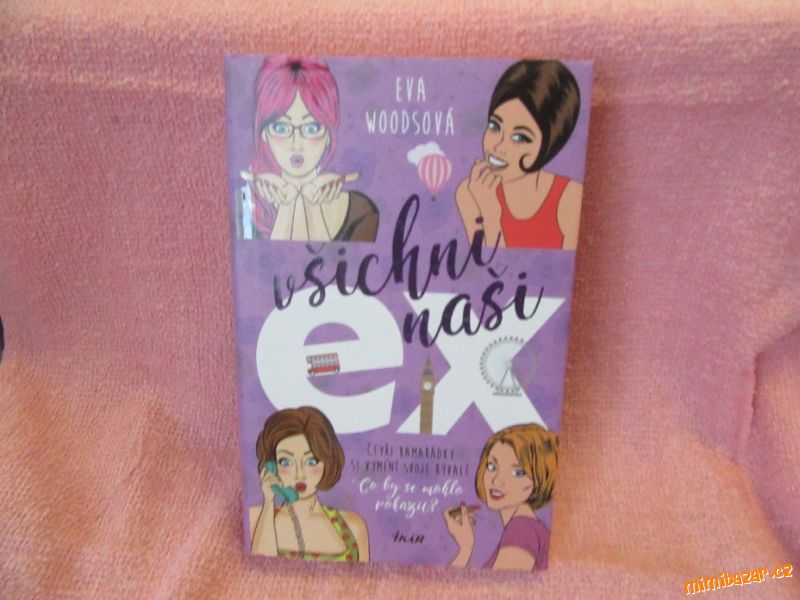 EVA
WOODSOVÁ
všichni
naši
ex
ČTYŘI KAMARÁDKY
SI VYMĚNÍ SVOJE BÝVALÉ
Co by se mohlo
pokazit?
IKAR
mimibazar.cz